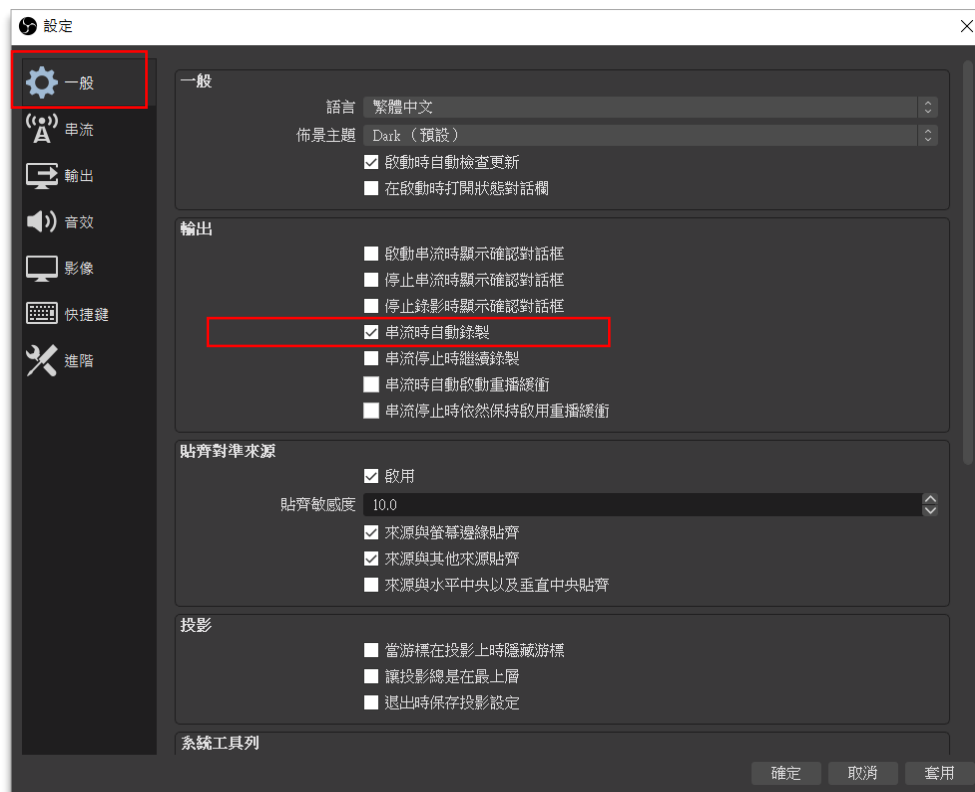 設定
一般
串流
輸出
音效
影像
快捷鍵
進階
一般
語言 繁體中文
佈景主題 Dark （預設）
啟動時自動檢查更新
在啟動時打開狀態對話欄
輸出
啟動串流時顯示確認對話框
停止串流時顯示確認對話框
停止錄影時顯示確認對話框
串流時自動錄製
串流停止時繼續錄製
串流時自動啟動重播緩衝
串流停止時依然保持啟用重播緩衝
貼齊對準來源
啟用
貼齊敏感度 10.0
來源與螢幕邊緣貼齊
來源與其他來源貼齊
來源與水平中央以及垂直中央貼齊
投影
當游標在投影上時隱藏游標
讓投影總是在最上層
退出時保存投影設定
系統工具列
確定 取消 套用